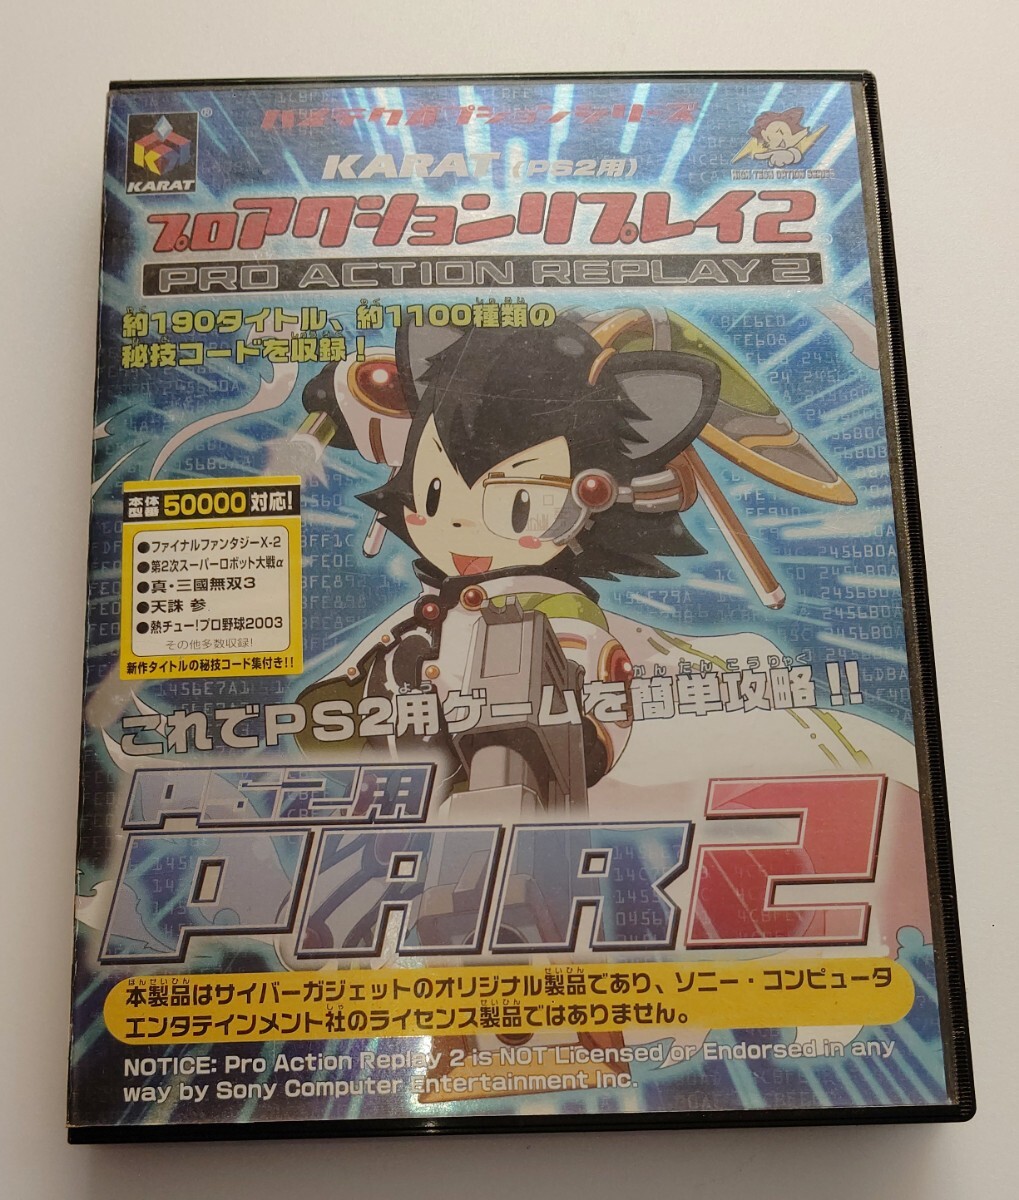 ハイテクオプションシリーズ
KARAT
®
KARAT (PS2用)
HIGH TECH OPTION SERIES
プロアクションリプレイ2
PRO ACTION REPLAY 2
約190タイトル、約1100種類の
秘技コードを収録！
本体型番 50000 対応!
●ファイナルファンタジーX-2
●第2次スーパーロボット大戦α
●真・三國無双3
●天誅 参
●熱チュー!プロ野球2003
その他多数収録!
新作タイトルの秘技コード集付き!!
これでPS2用ゲームを簡単攻略!!
PS2用
PAR2
本製品はサイバーガジェットのオリジナル製品であり、ソニー・コンピュータ
エンタテインメント社のライセンス製品ではありません。
NOTICE: Pro Action Replay 2 is NOT Licensed or Endorsed in any
way by Sony Computer Entertainment Inc.